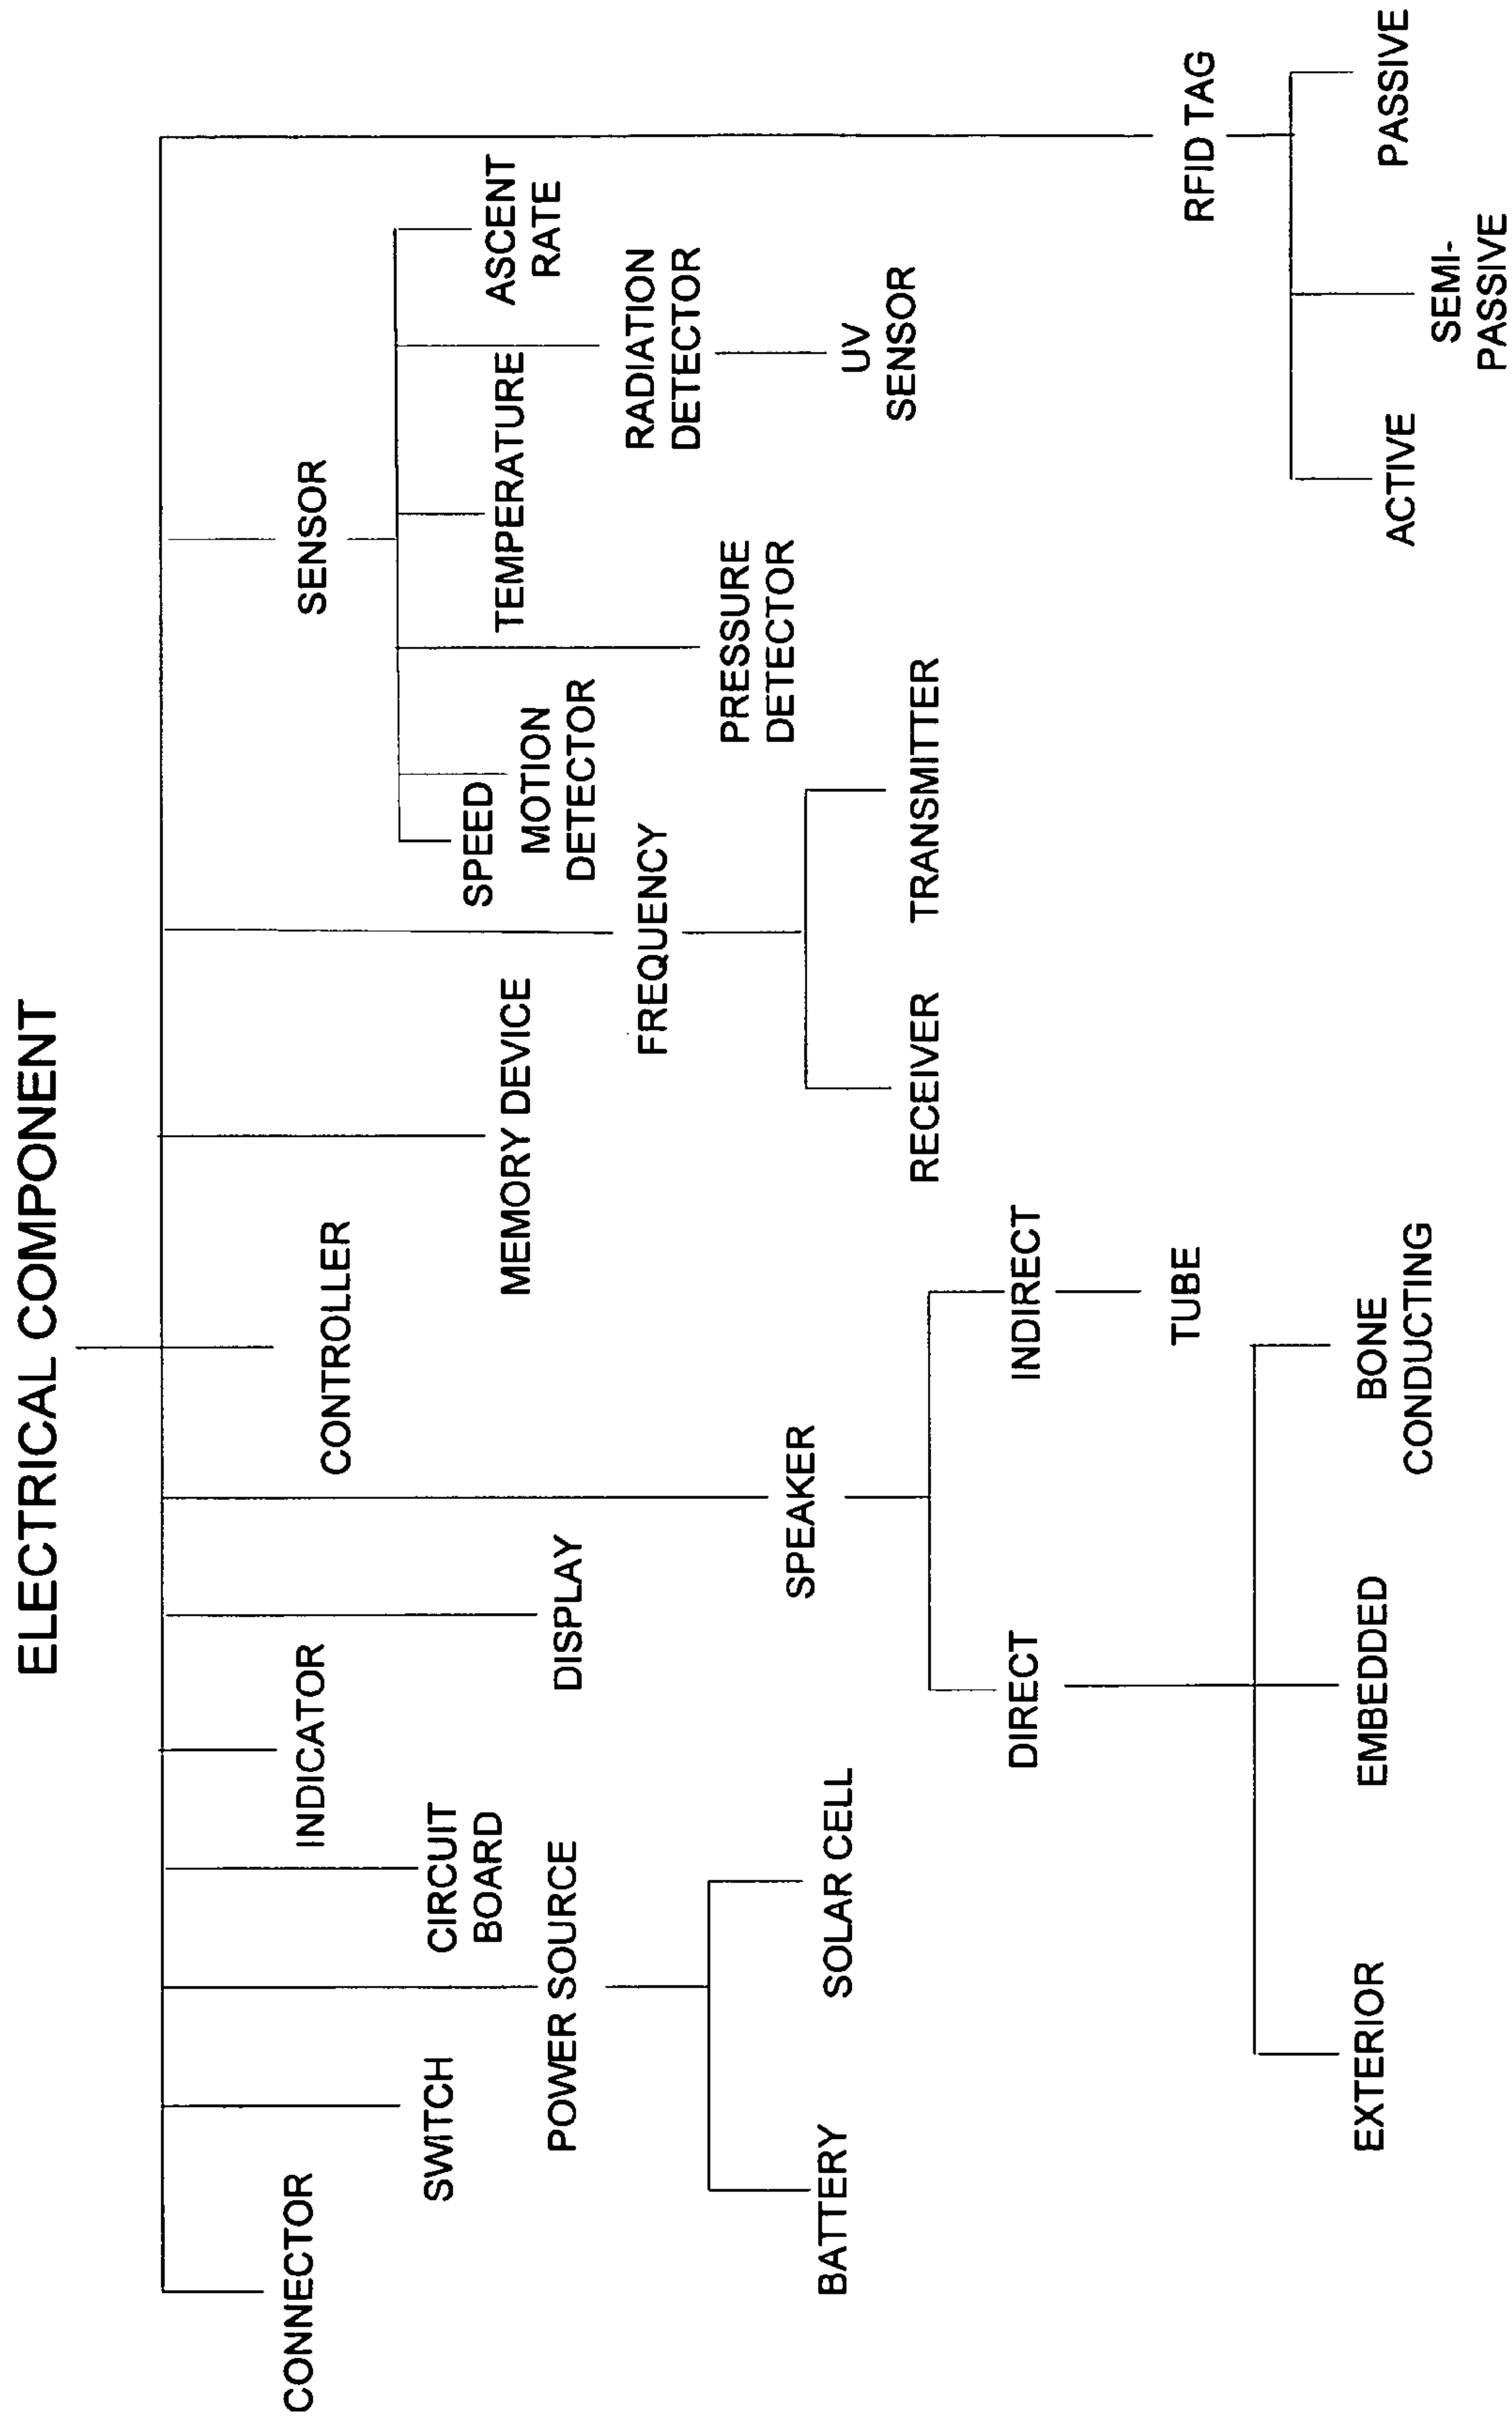 ELECTRICAL COMPONENT
CONNECTOR
SWITCH
POWER SOURCE
BATTERY
SOLAR CELL
CIRCUIT
BOARD
INDICATOR
DISPLAY
SPEAKER
DIRECT
EXTERIOR
EMBEDDED
BONE
CONDUCTING
INDIRECT
TUBE
CONTROLLER
MEMORY DEVICE
FREQUENCY
RECEIVER
TRANSMITTER
SENSOR
SPEED
MOTION
DETECTOR
PRESSURE
DETECTOR
TEMPERATURE
RADIATION
DETECTOR
UV
SENSOR
ASCENT
RATE
RFID TAG
ACTIVE
SEMI-
PASSIVE
PASSIVE